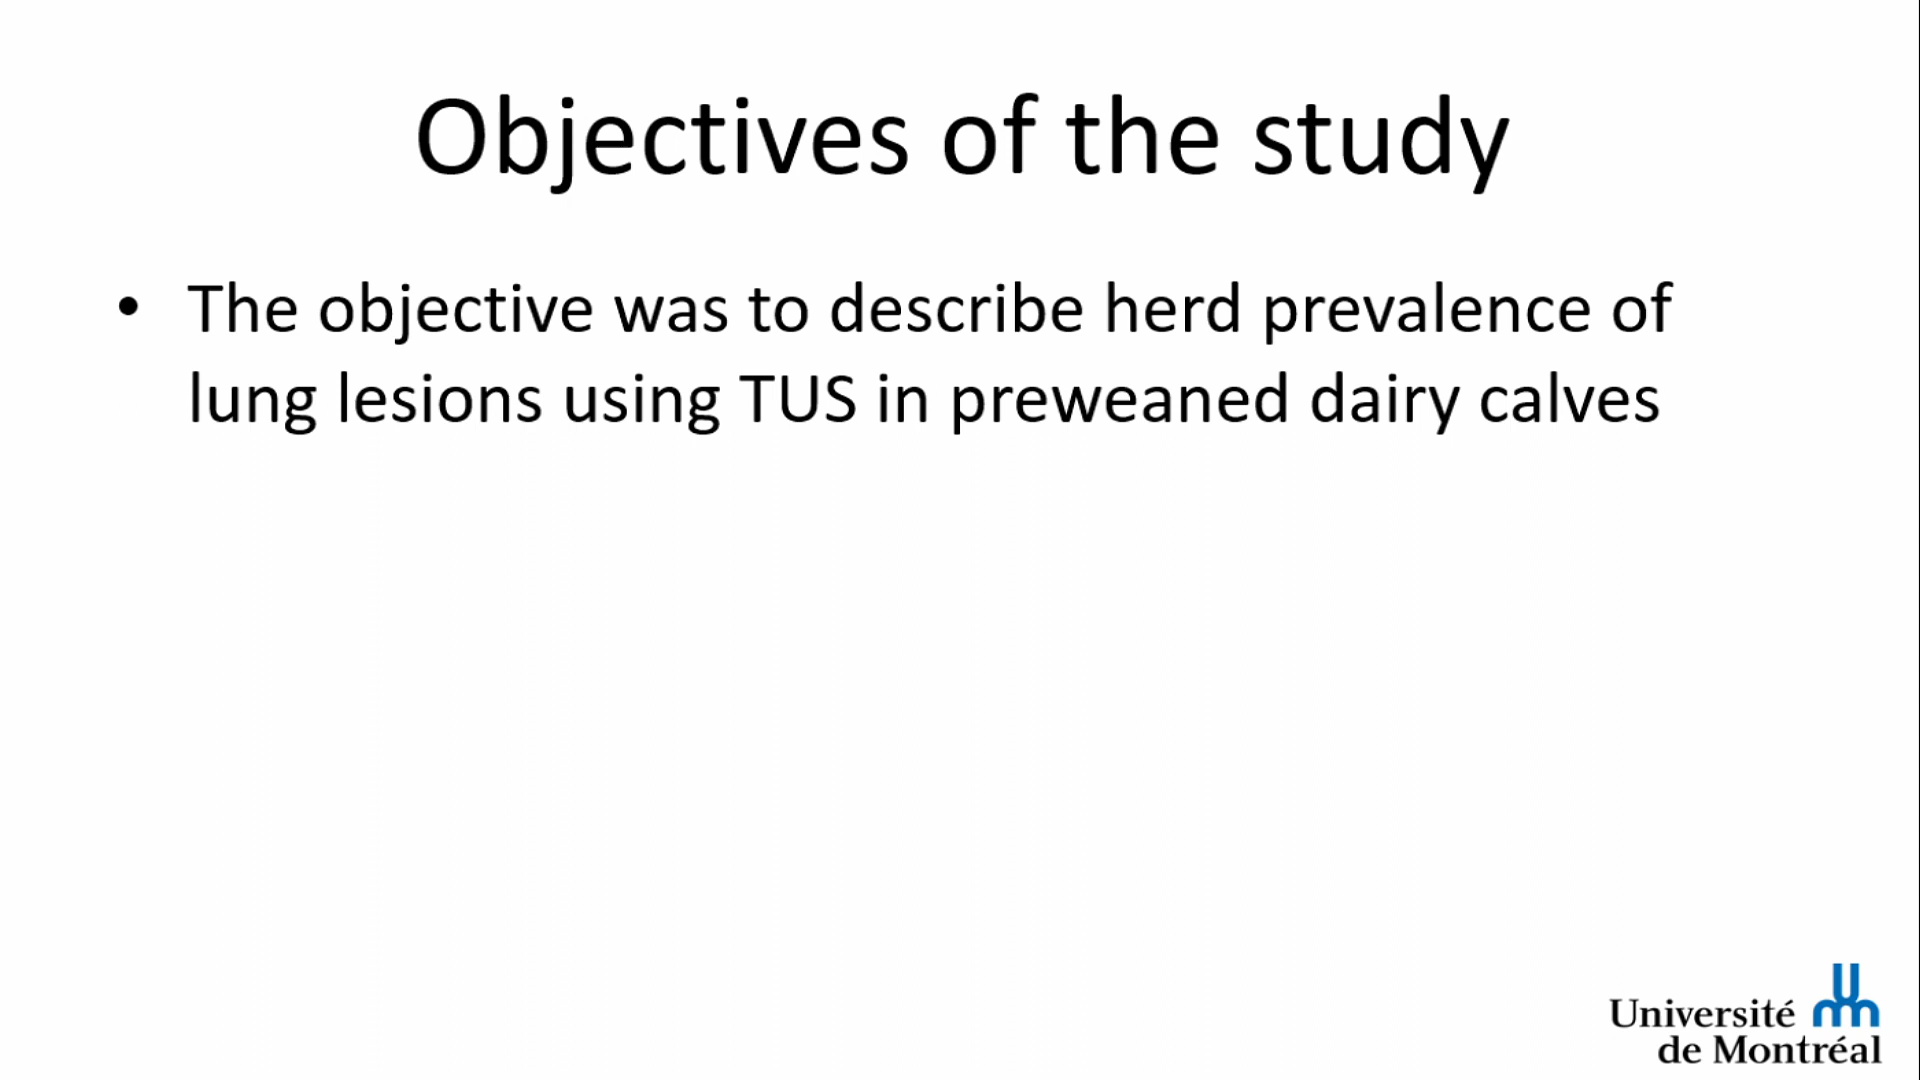 Objectives of the study
• The objective was to describe herd prevalence of
lung lesions using TUS in preweaned dairy calves
Université
de Montréal